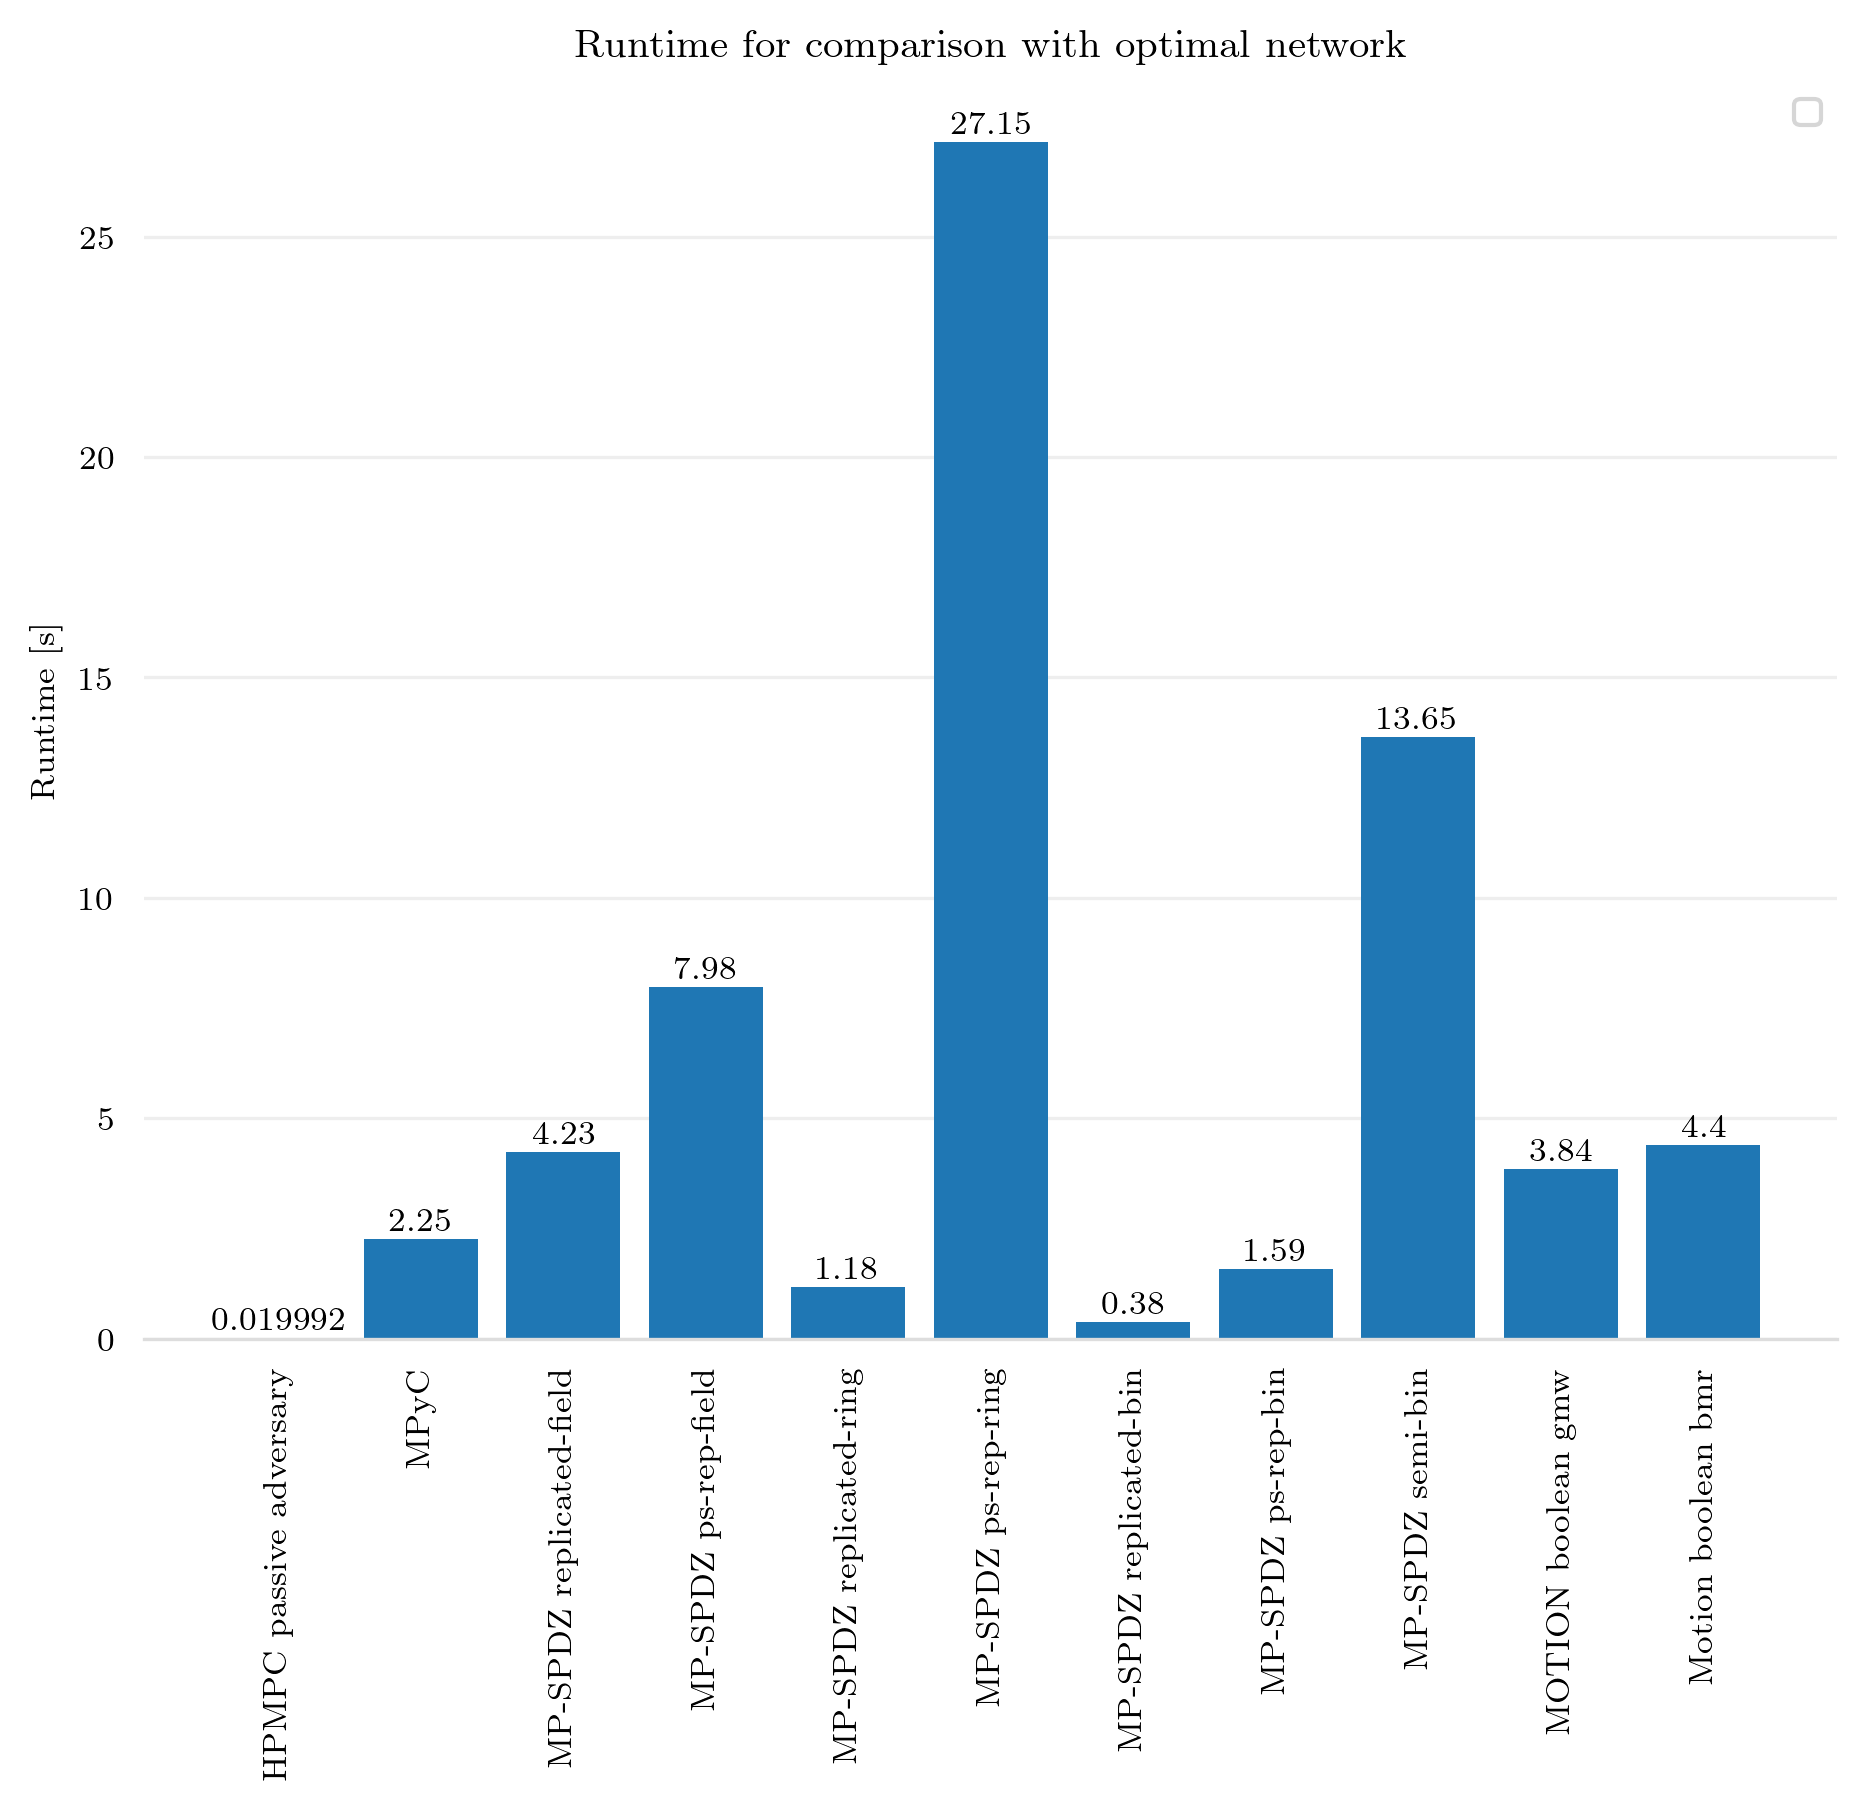 Runtime for comparison with optimal network
Runtime [s]
25
20
15
10
5
0
0.019992
2.25
4.23
7.98
1.18
27.15
0.38
1.59
13.65
3.84
4.4
HPMPC passive adversary
MPyC
MP-SPDZ replicated-field
MP-SPDZ ps-rep-field
MP-SPDZ replicated-ring
MP-SPDZ ps-rep-ring
MP-SPDZ replicated-bin
MP-SPDZ ps-rep-bin
MP-SPDZ semi-bin
MOTION boolean gmw
Motion boolean bmr